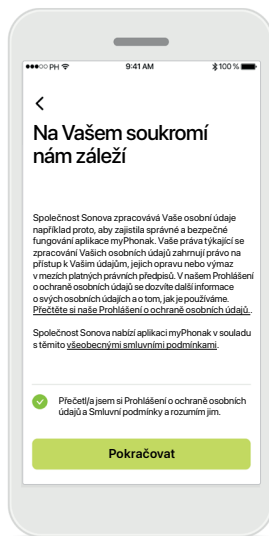 ●●●○○ PH 9:41 AM 100 %
Na Vašem soukromí
nám záleží
Společnost Sonova zpracovává Vaše osobní údaje
například proto, aby zajistila správné a bezpečné
fungování aplikace myPhonak. Vaše práva týkající se
zpracování Vašich osobních údajů zahrnují právo na
přístup k Vašim údajům, jejich opravu nebo výmaz
v mezích platných právních předpisů. V našem Prohlášení
o ochraně osobních údajů se dozvíte další informace
o svých osobních údajích a o tom, jak je používáme.
Přečtěte si naše Prohlášení o ochraně osobních údajů..
Společnost Sonova nabízí aplikaci myPhonak v souladu
s těmito všeobecnými smluvními podmínkami.
Přečetl/a jsem si Prohlášení o ochraně osobních
údajů a Smluvní podmínky a rozumím jim.
Pokračovat